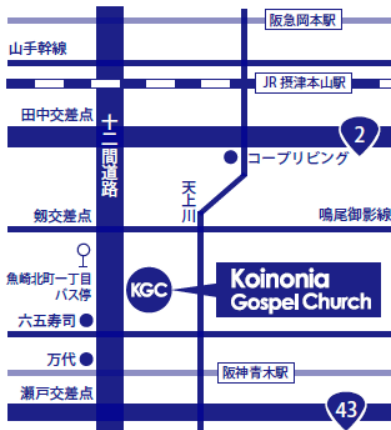 阪急岡本駅
山手幹線
JR 摂津本山駅
田中交差点
2
十二間道路
コープリビング
天上川
剱交差点
鳴尾御影線
魚崎北町一丁目
バス停
KGC
Koinonia
Gospel Church
六五寿司
万代
阪神青木駅
瀬戸交差点
43